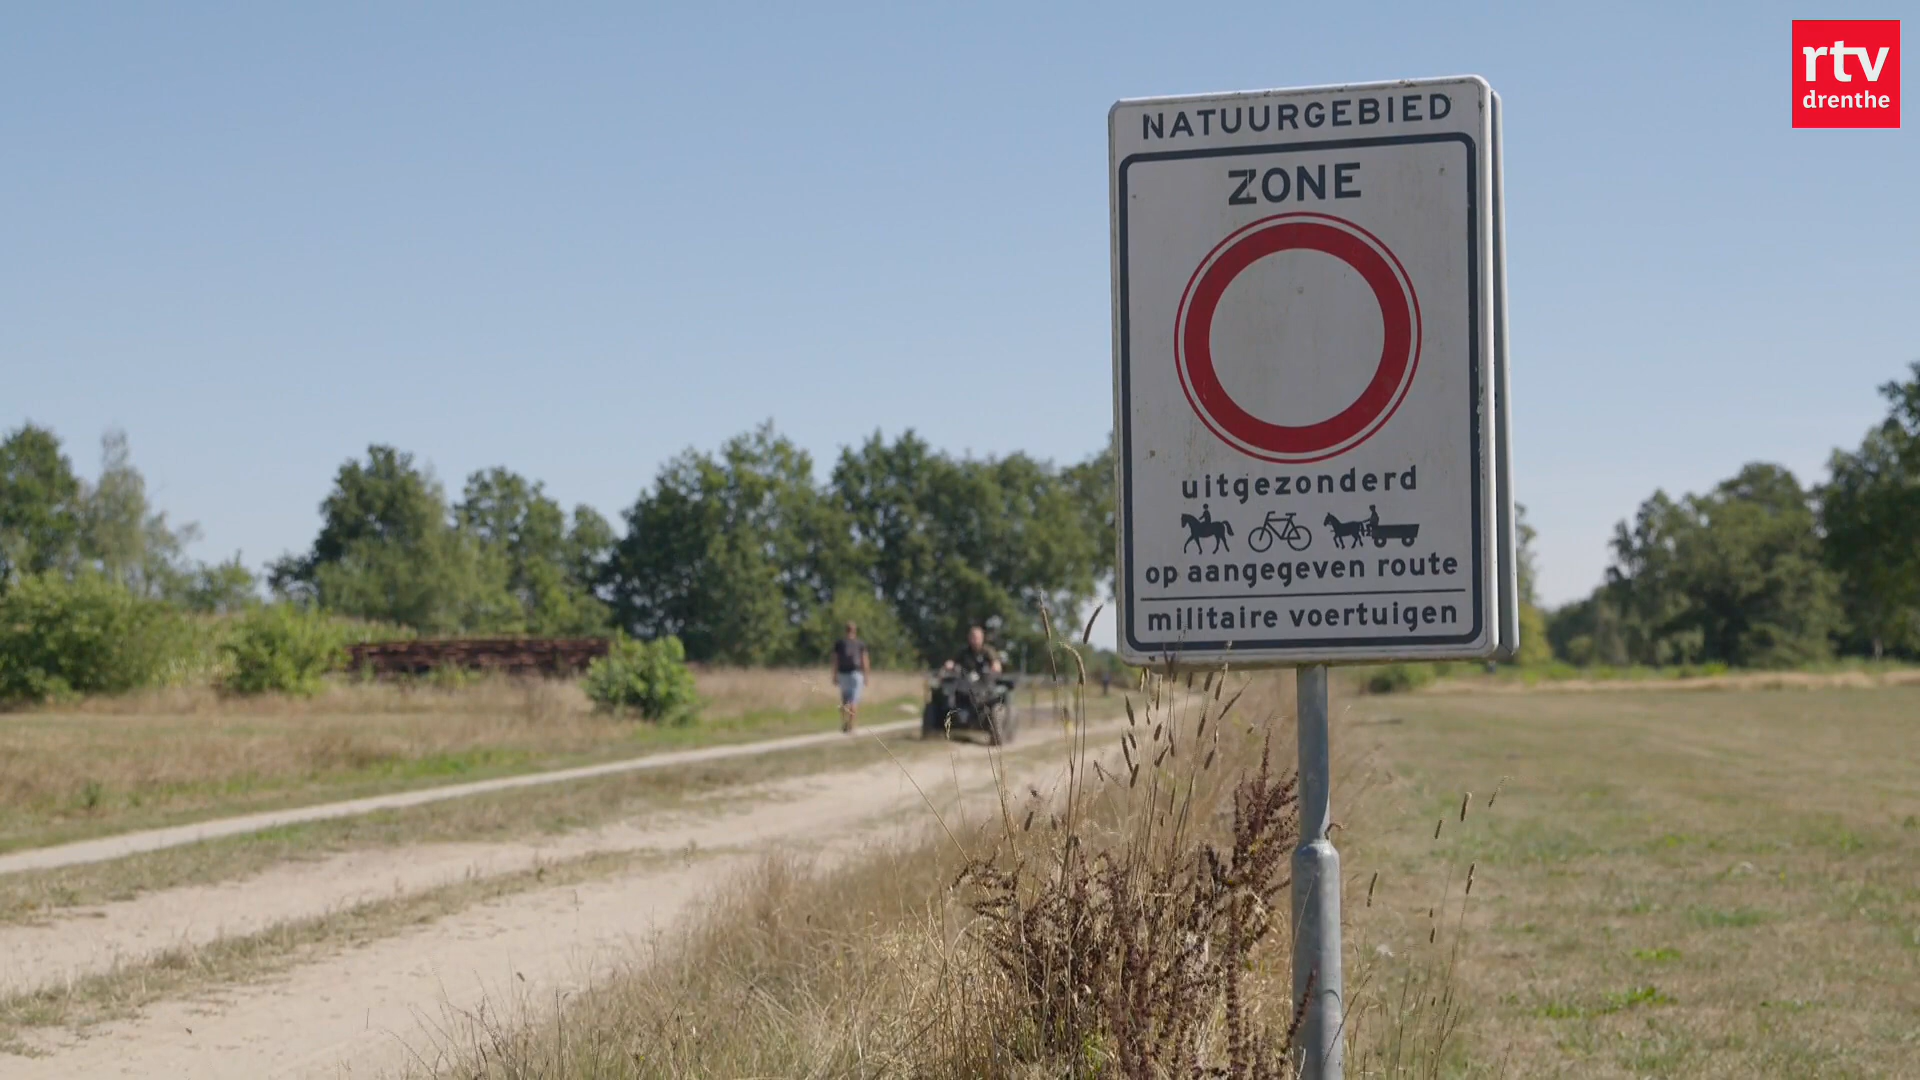 rtv
drenthe
NATUURGEBIED
ZONE
uitgezonderd
op aangegeven route
militaire voertuigen